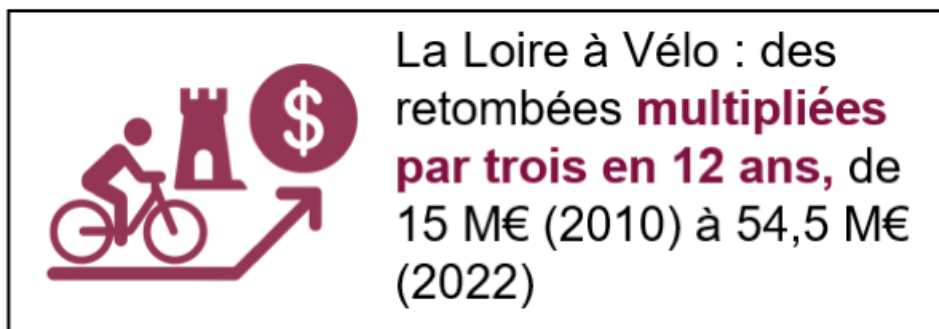 $
La Loire à Vélo : des
retombées multipliées
par trois en 12 ans, de
15 M€ (2010) à 54,5 M€
(2022)